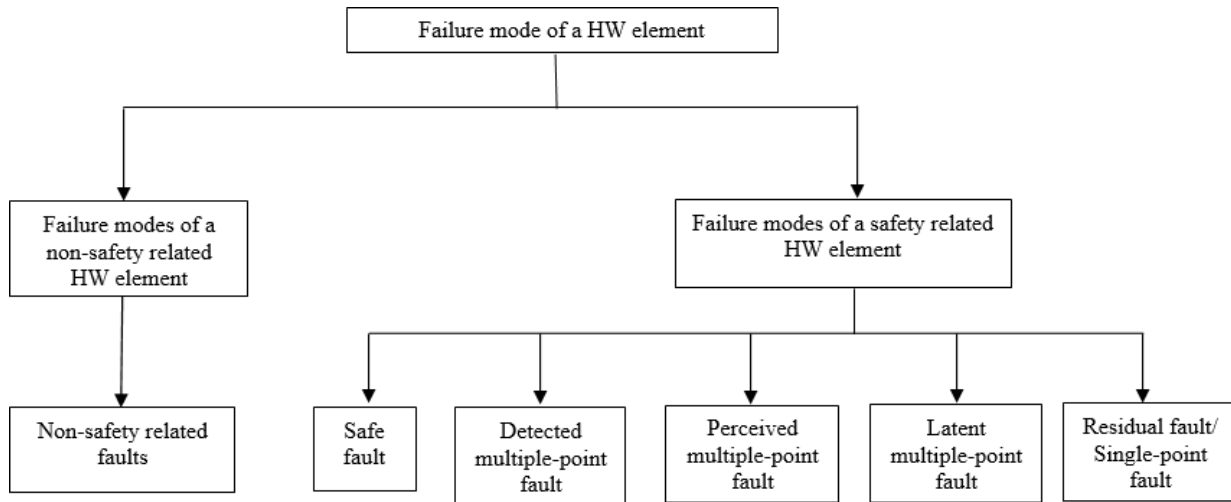 Failure mode of a HW element
Failure modes of a
non-safety related
HW element
Failure modes of a safety related
HW element
Non-safety related
faults
Safe
fault
Detected
multiple-point
fault
Perceived
multiple-point
fault
Latent
multiple-point
fault
Residual fault/
Single-point
fault